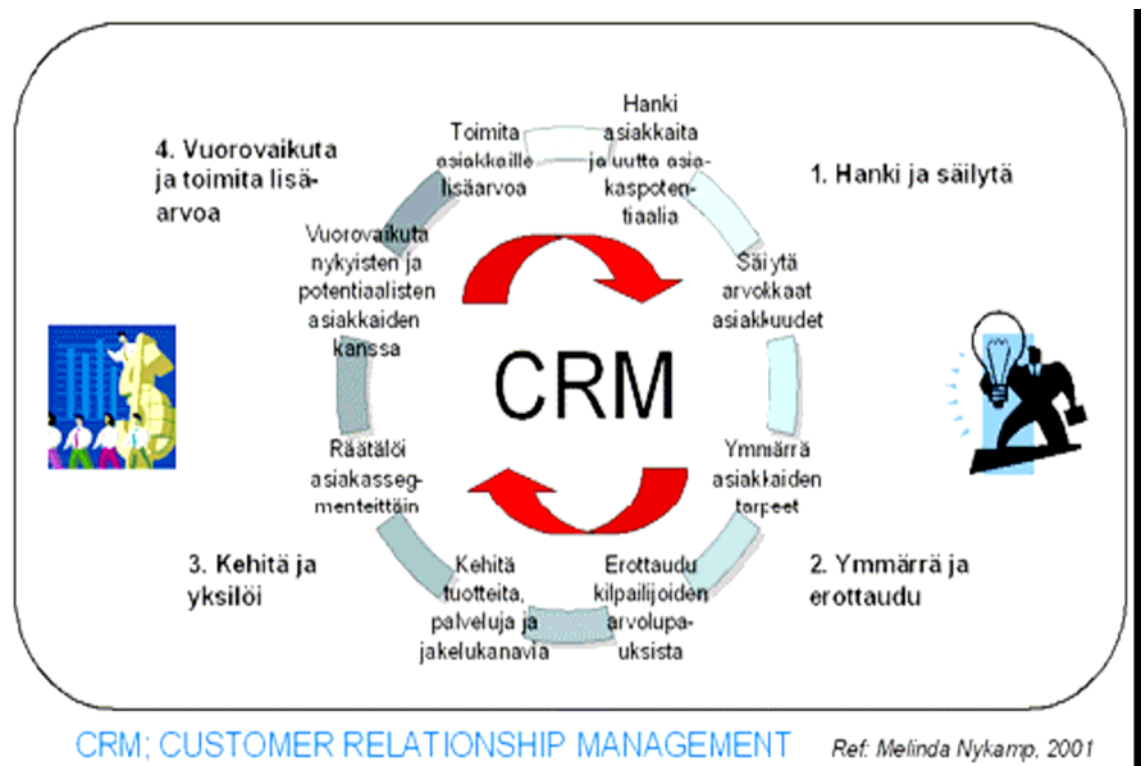 Hanki
asiakkaita
ja uutta asia-
kaspoten-
tiaalia
1. Hanki ja säilytä
Säilytä
arvokkaat
asiakkuudet
Ymmärrä
asiakkaiden
tarpeet
2. Ymmärrä ja
erottaudu
Erottaudu
kilpailijoiden
arvolupa-
uksista
Kehitä
tuotteita,
palveluja ja
jakelukanavia
3. Kehitä ja
yksilöi
Räätälöi
asiakasseg-
menteittäin
Vuorovaikuta
nykyisten ja
potentiaalisten
asiakkaiden
kanssa
4. Vuorovaikuta
ja toimita lisä-
arvoa
Toimita
asiakkaille
lisäarvoa
CRM
CRM; CUSTOMER RELATIONSHIP MANAGEMENT
Ref: Melinda Nykamp, 2001